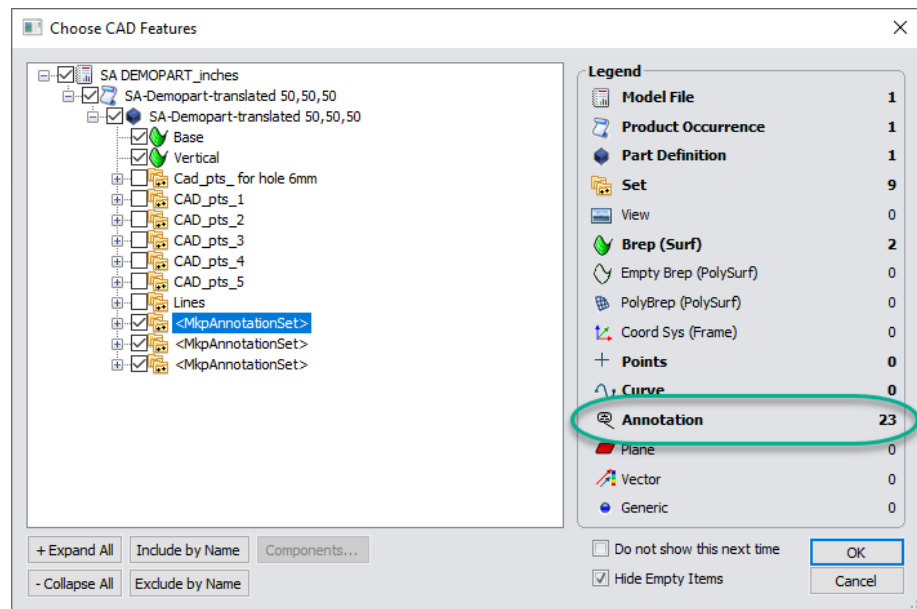 Choose CAD Features
SA DEMOPART_inches
SA-Demopart-translated 50,50,50
SA-Demopart-translated 50,50,50
Base
Vertical
Cad_pts_ for hole 6mm
CAD_pts_1
CAD_pts_2
CAD_pts_3
CAD_pts_4
CAD_pts_5
Lines
<MkpAnnotationSet>
<MkpAnnotationSet>
<MkpAnnotationSet>
Legend
Model File 1
Product Occurrence 1
Part Definition 1
Set 9
View 0
Brep (Surf) 2
Empty Brep (PolySurf) 0
PolyBrep (PolySurf) 0
Coord Sys (Frame) 0
Points 0
Curve 0
Annotation 23
Plane 0
Vector 0
Generic 0
+ Expand All Include by Name Components...
- Collapse All Exclude by Name
Do not show this next time OK
Hide Empty Items Cancel